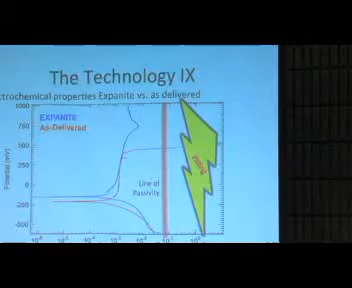 The Technology IX
ctrochemical properties Expanite vs. as delivered
1000
750
500
250
0
-250
-500
Potential (mV)
EXPANITE
As-Delivered
Line of
Passivity